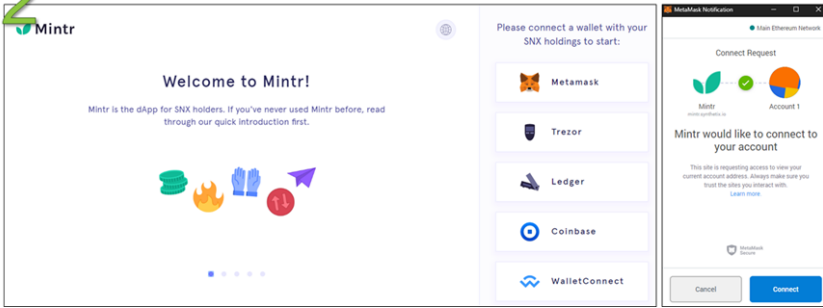 2
Mintr
Welcome to Mintr!
Mintr is the dApp for SNX holders. If you've never used Mintr before, read
through our quick introduction first.
Please connect a wallet with your
SNX holdings to start:
Metamask
Trezor
Ledger
Coinbase
WalletConnect
MetaMask Notification
Main Ethereum Network
Connect Request
Mintr
mintr.synthetix.io
Account 1
Mintr would like to connect to
your account
This site is requesting access to view your
current account address. Always make sure you
trust the sites you interact with.
Learn more.
MetaMask
Secure
Cancel
Connect